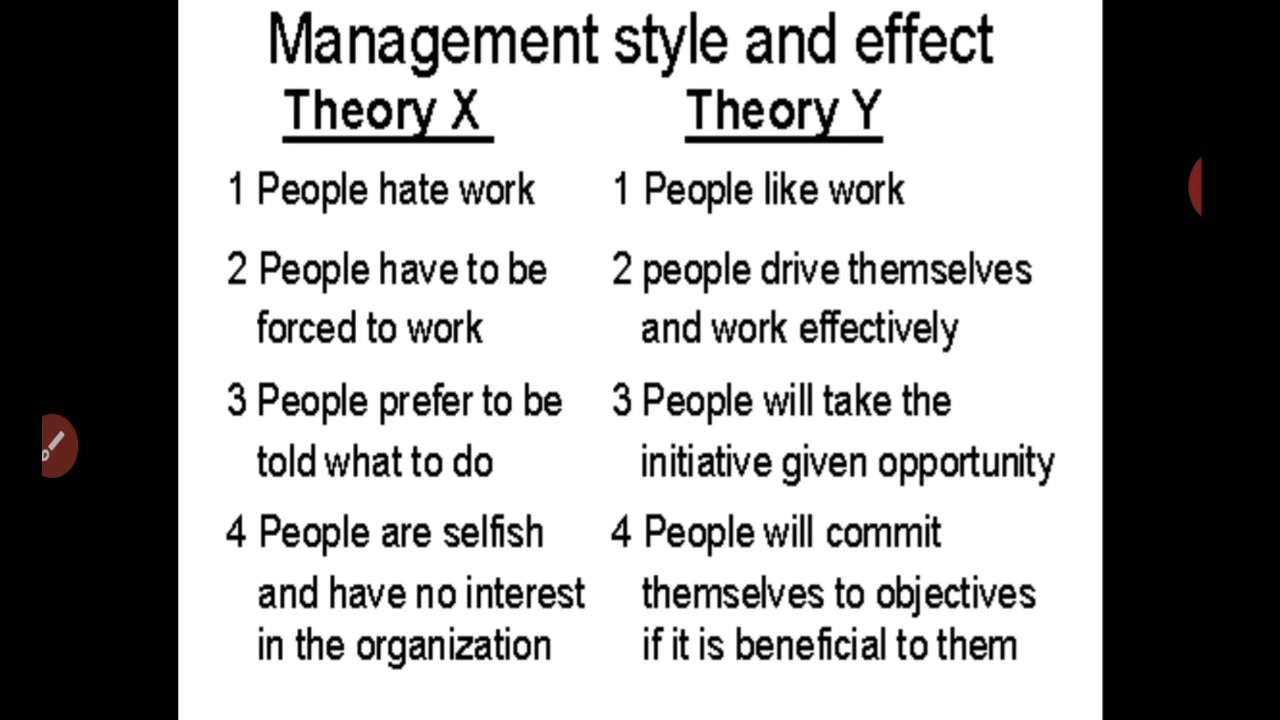 Management style and effect
Theory X
Theory Y
1 People hate work
1 People like work
2 People have to be
forced to work
2 people drive themselves
and work effectively
3 People prefer to be
told what to do
3 People will take the
initiative given opportunity
4 People are selfish
and have no interest
in the organization
4 People will commit
themselves to objectives
if it is beneficial to them